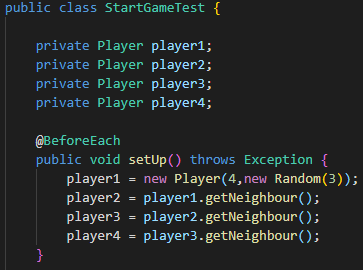 public class StartGameTest {
private Player player1;
private Player player2;
private Player player3;
private Player player4;
@BeforeEach
public void setUp() throws Exception {
player1 = new Player(4,new Random(3));
player2 = player1.getNeighbour();
player3 = player2.getNeighbour();
player4 = player3.getNeighbour();
}